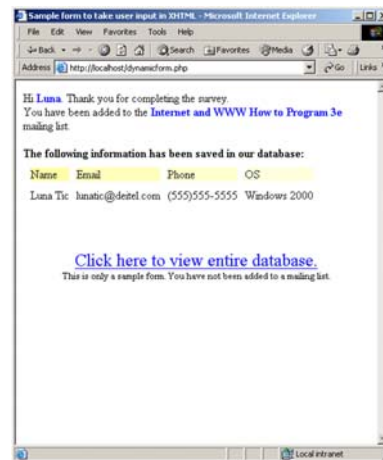 Sample form to take user input in XHTML - Microsoft Internet Explorer
File Edit View Favorites Tools Help
Back Search Favorites Media
Address http://localhost/dynamicform.php Go Links
Hi Luna. Thank you for completing the survey.
You have been added to the Internet and WWW How to Program 3e
mailing list.
The following information has been saved in our database:
Name Email Phone OS
Luna Tic lunatic@deitel.com (555)555-5555 Windows 2000
Click here to view entire database.
This is only a sample form. You have not been added to a mailing list.
Local intranet